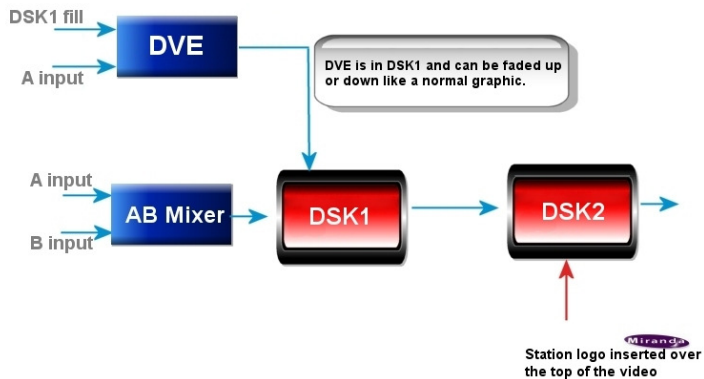 DSK1 fill
DVE
A input
DVE is in DSK1 and can be faded up
or down like a normal graphic.
A input
AB Mixer
B input
DSK1
DSK2
Miranda
Station logo inserted over
the top of the video